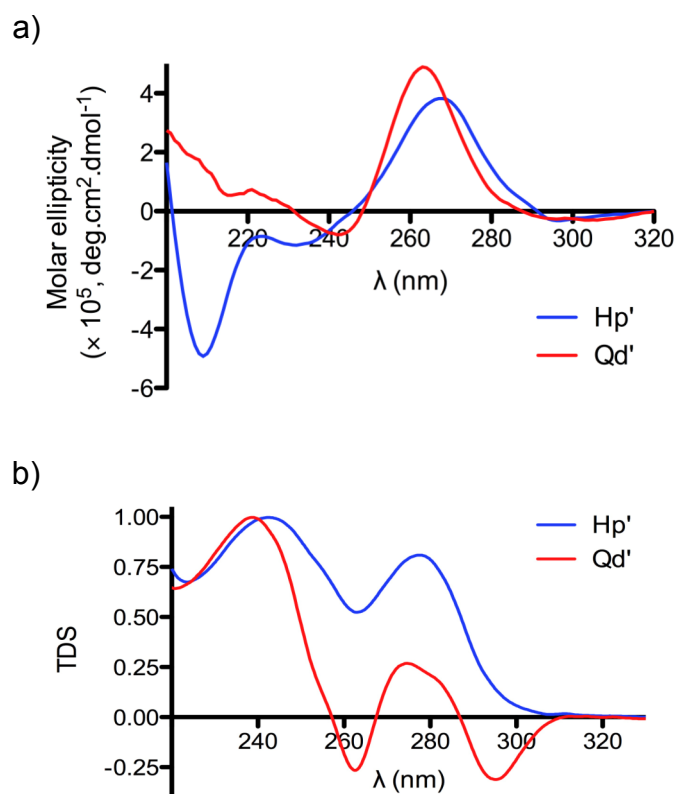 a)
4
2
0
-2
-4
-6
Molar ellipticity
(× 10⁵, deg.cm².dmol⁻¹)
220 240 260 280 300 320
λ (nm)
Hp'
Qd'
b)
1.00
0.75
0.50
0.25
0.00
-0.25
TDS
240 260 280 300 320
λ (nm)
Hp'
Qd'